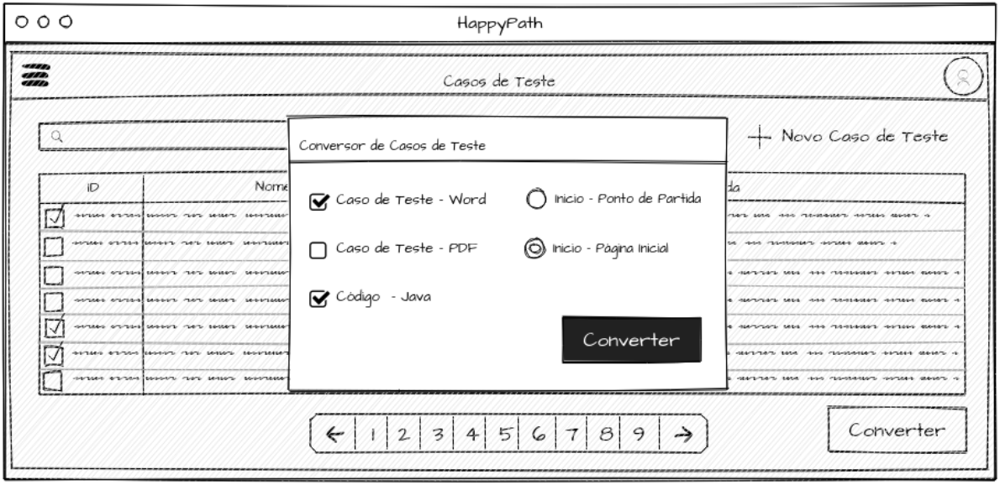 HappyPath
Casos de Teste
Novo Caso de Teste
Conversor de Casos de Teste
iD
Nome
da
Caso de Teste - Word
Inicio - Ponto de Partida
Caso de Teste - PDF
Inicio - Página Inicial
Código - Java
Converter
1 2 3 4 5 6 7 8 9
Converter